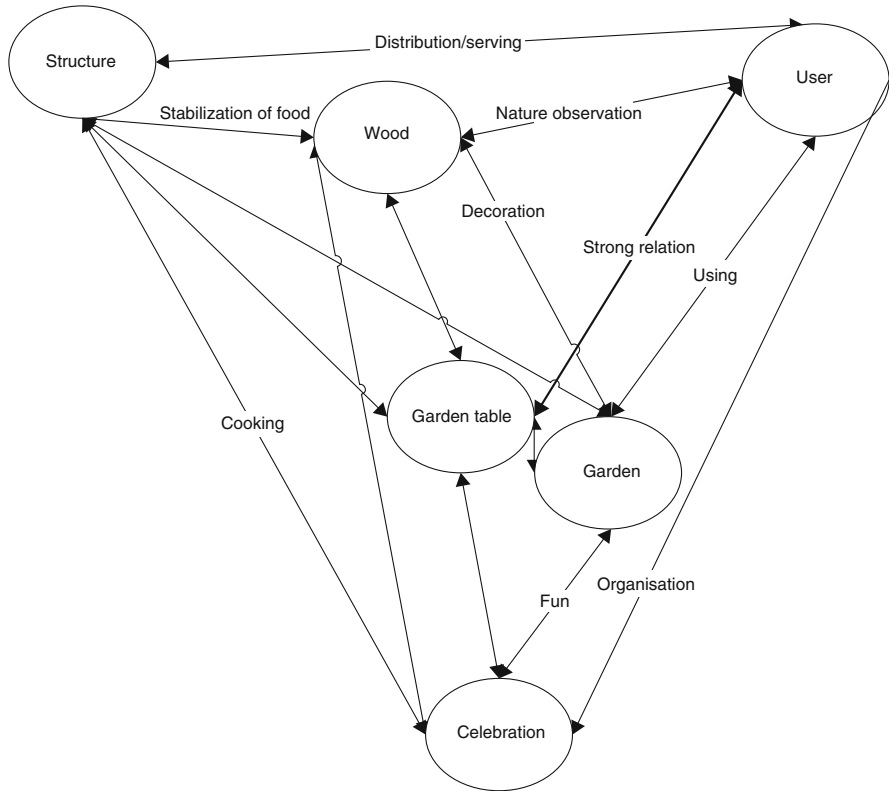 Distribution/serving
Structure
User
Stabilization of food
Nature observation
Wood
Decoration
Strong relation
Using
Garden table
Cooking
Garden
Organisation
Fun
Celebration